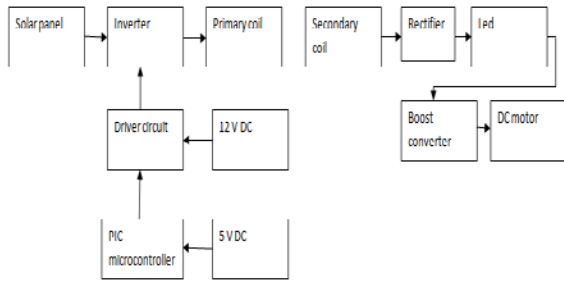 Solar panel
Inverter
Primary coil
Secondary
coil
Rectifier
Led
Driver circuit
12 V DC
Boost
converter
DC motor
PIC
microcontroller
5 V DC